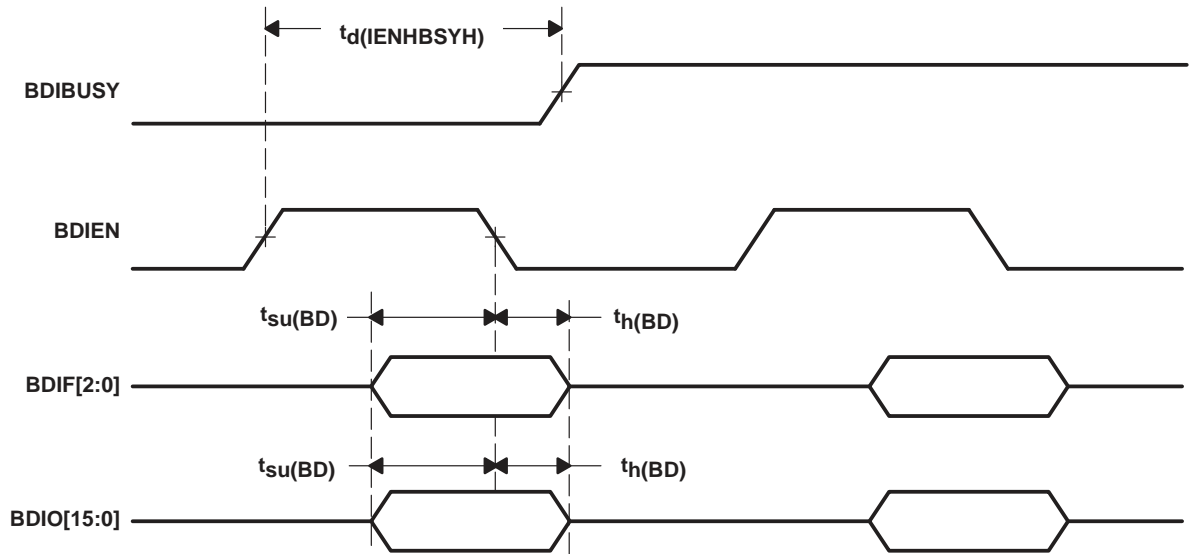 td(IENHBSYH)
BDIBUSY
BDIEN
tsu(BD)
th(BD)
BDIF[2:0]
tsu(BD)
th(BD)
BDIO[15:0]